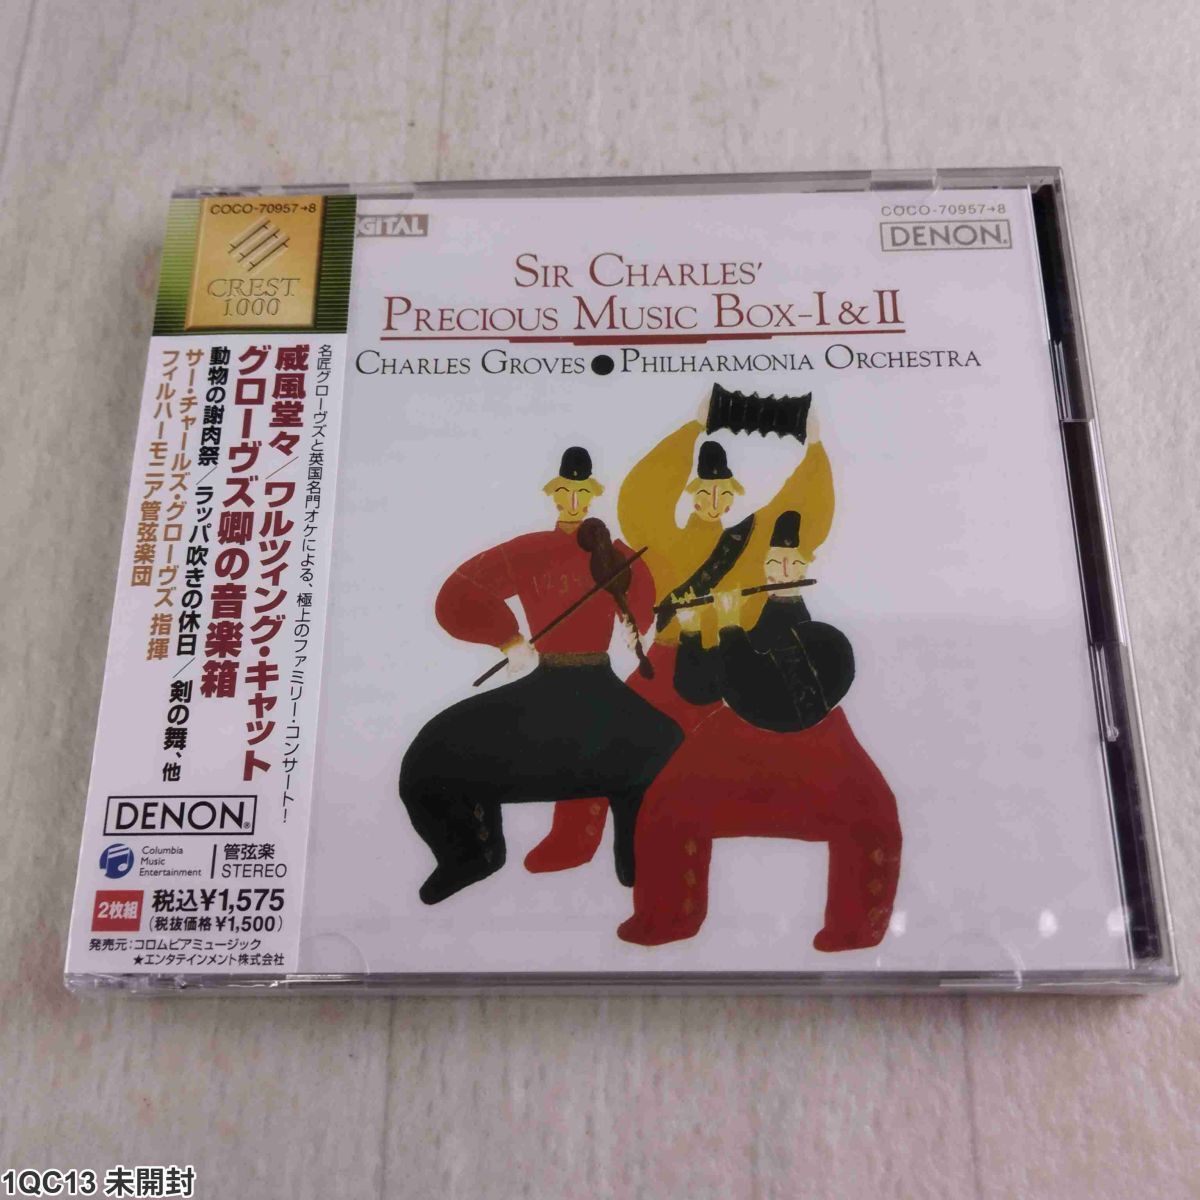 COCO-70957→8
CREST
1000
名匠グローヴズと英国名門オケによる、極上のファミリー・コンサート!
威風堂々/ワルツィング・キャット
グローヴズ卿の音楽箱
動物の謝肉祭/ラッパ吹きの休日/剣の舞、他
サー・チャールズ・グローヴズ 指揮
フィルハーモニア管弦楽団
DENON®
Columbia
Music
Entertainment
管弦楽
STEREO
2枚組
税込¥1,575
(税抜価格¥1,500)
発売元:コロムビアミュージック
★エンタテインメント株式会社
GITAL
COCO-70957→8
DENON®
SIR CHARLES'
PRECIOUS MUSIC BOX-I & II
CHARLES GROVES●PHILHARMONIA ORCHESTRA
1234
1QC13 未開封